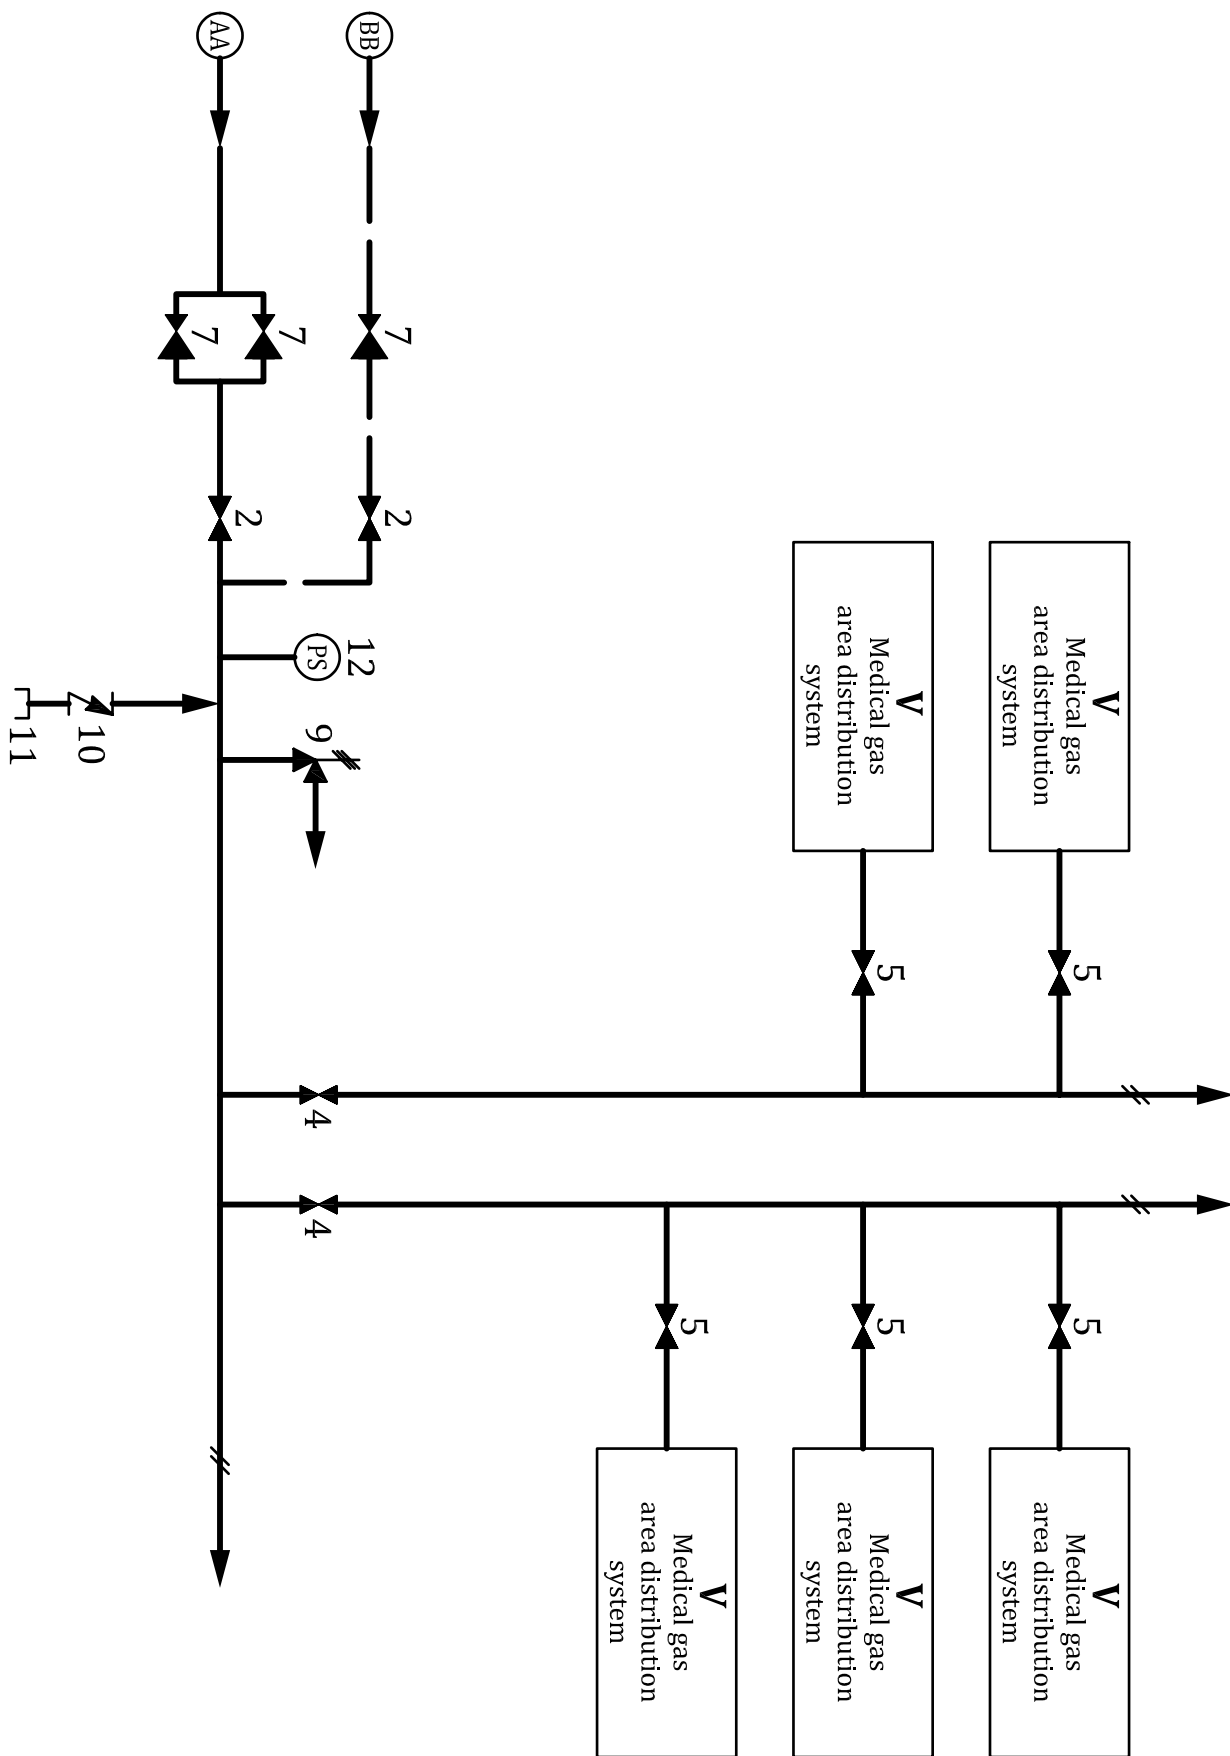 V
Medical gas
area distribution
system
5
5
V
Medical gas
area distribution
system
V
Medical gas
area distribution
system
5
5
V
Medical gas
area distribution
system
5
V
Medical gas
area distribution
system
BB
7
2
12
PS
9
4
4
7
AA
7
2
10
11